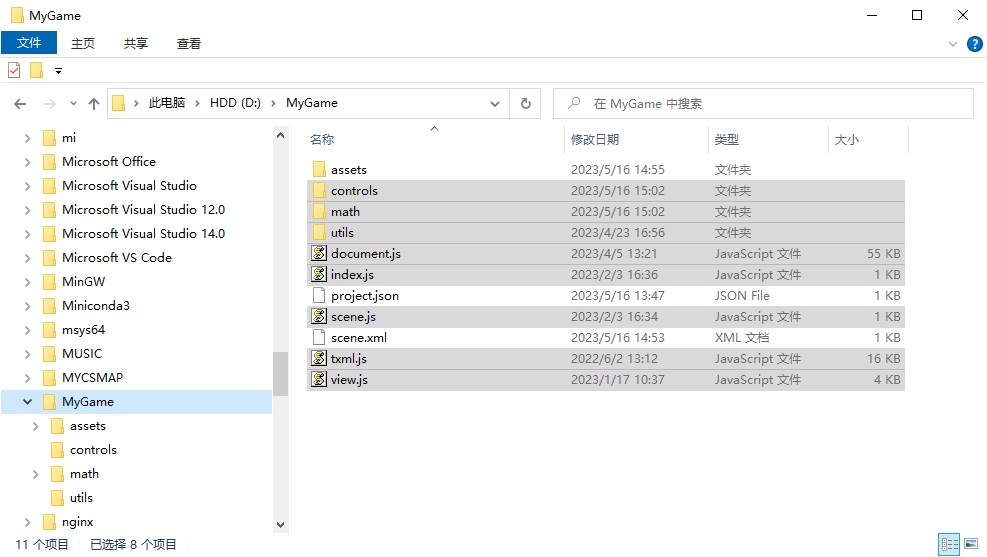 MyGame
文件 主页 共享 查看
此电脑 HDD (D:) MyGame 在 MyGame 中搜索
mi
Microsoft Office
Microsoft Visual Studio
Microsoft Visual Studio 12.0
Microsoft Visual Studio 14.0
Microsoft VS Code
MinGW
Miniconda3
msys64
MUSIC
MYCSMAP
MyGame
assets
controls
math
utils
nginx
名称 修改日期 类型 大小
assets 2023/5/16 14:55 文件夹
controls 2023/5/16 15:02 文件夹
math 2023/5/16 15:02 文件夹
utils 2023/4/23 16:56 文件夹
document.js 2023/4/5 13:21 JavaScript 文件 55 KB
index.js 2023/2/3 16:36 JavaScript 文件 1 KB
project.json 2023/5/16 13:47 JSON File 1 KB
scene.js 2023/2/3 16:34 JavaScript 文件 1 KB
scene.xml 2023/5/16 14:53 XML 文档 1 KB
txml.js 2022/6/2 13:12 JavaScript 文件 16 KB
view.js 2023/1/17 10:37 JavaScript 文件 4 KB
11 个项目 已选择 8 个项目